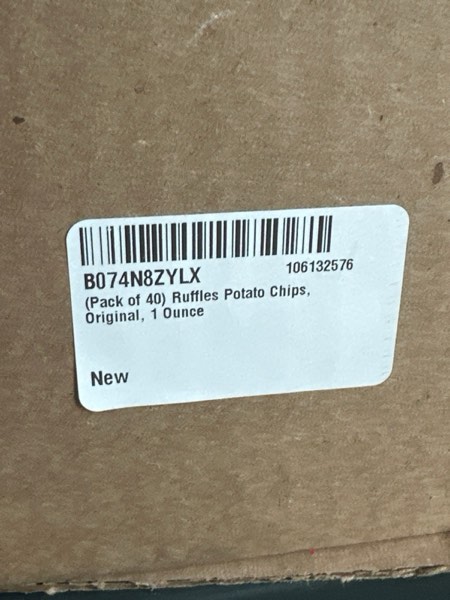 B074N8ZYLX 106132576
(Pack of 40) Ruffles Potato Chips,
Original, 1 Ounce
New